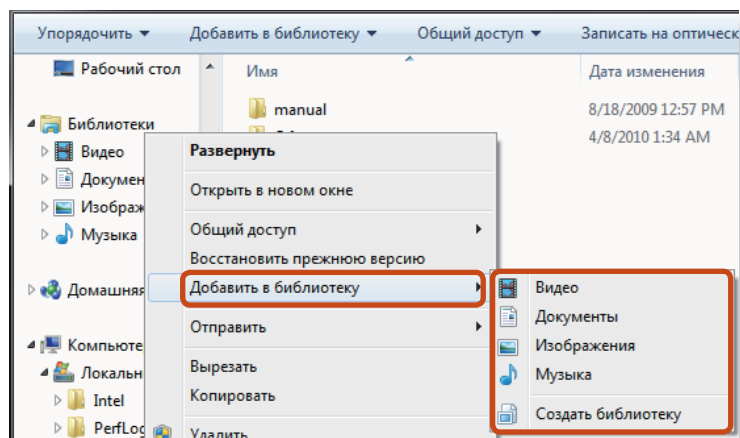 Упорядочить Добавить в библиотеку Общий доступ Записать на оптическ
Рабочий стол Имя Дата изменения
manual 8/18/2009 12:57 PM
Библиотеки
4/8/2010 1:34 AM
Видео Развернуть
Докумен
Открыть в новом окне
Изображ
Музыка Общий доступ
Восстановить прежнюю версию
Домашняя Добавить в библиотеку Видео
Документы
Отправить
Компьюте Изображения
Вырезать Музыка
Локальн
Intel Копировать
Создать библиотеку
PerfLog Удалить